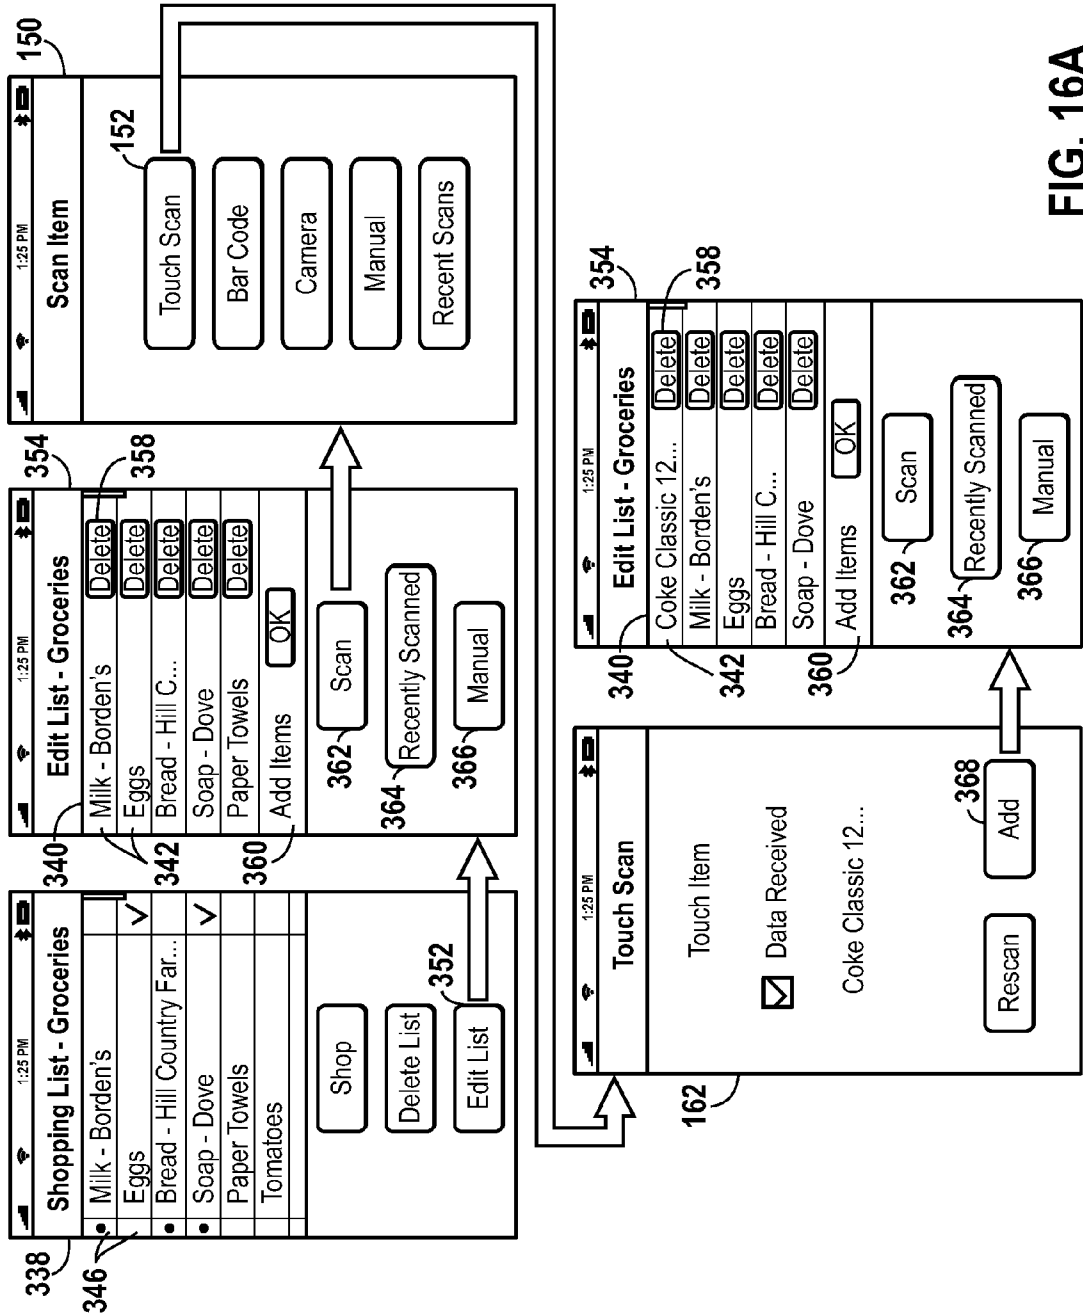 338
1:25 PM
Shopping List - Groceries
Milk - Borden's
Eggs
Bread - Hill Country Far...
Soap - Dove
Paper Towels
Tomatoes
346
Shop
Delete List
Edit List
352
354
1:25 PM
Edit List - Groceries
340
Milk - Borden's Delete
358
Eggs Delete
342
Bread - Hill C... Delete
Soap - Dove Delete
Paper Towels Delete
360
Add Items OK
362
Scan
364
Recently Scanned
366
Manual
150
1:25 PM
Scan Item
152
Touch Scan
Bar Code
Camera
Manual
Recent Scans
162
1:25 PM
Touch Scan
Touch Item
Data Received
Coke Classic 12...
368
Rescan Add
354
1:25 PM
Edit List - Groceries
340
Coke Classic 12... Delete
358
342
Milk - Borden's Delete
Eggs Delete
Bread - Hill C... Delete
Soap - Dove Delete
360
Add Items OK
362
Scan
364
Recently Scanned
366
Manual
FIG. 16A